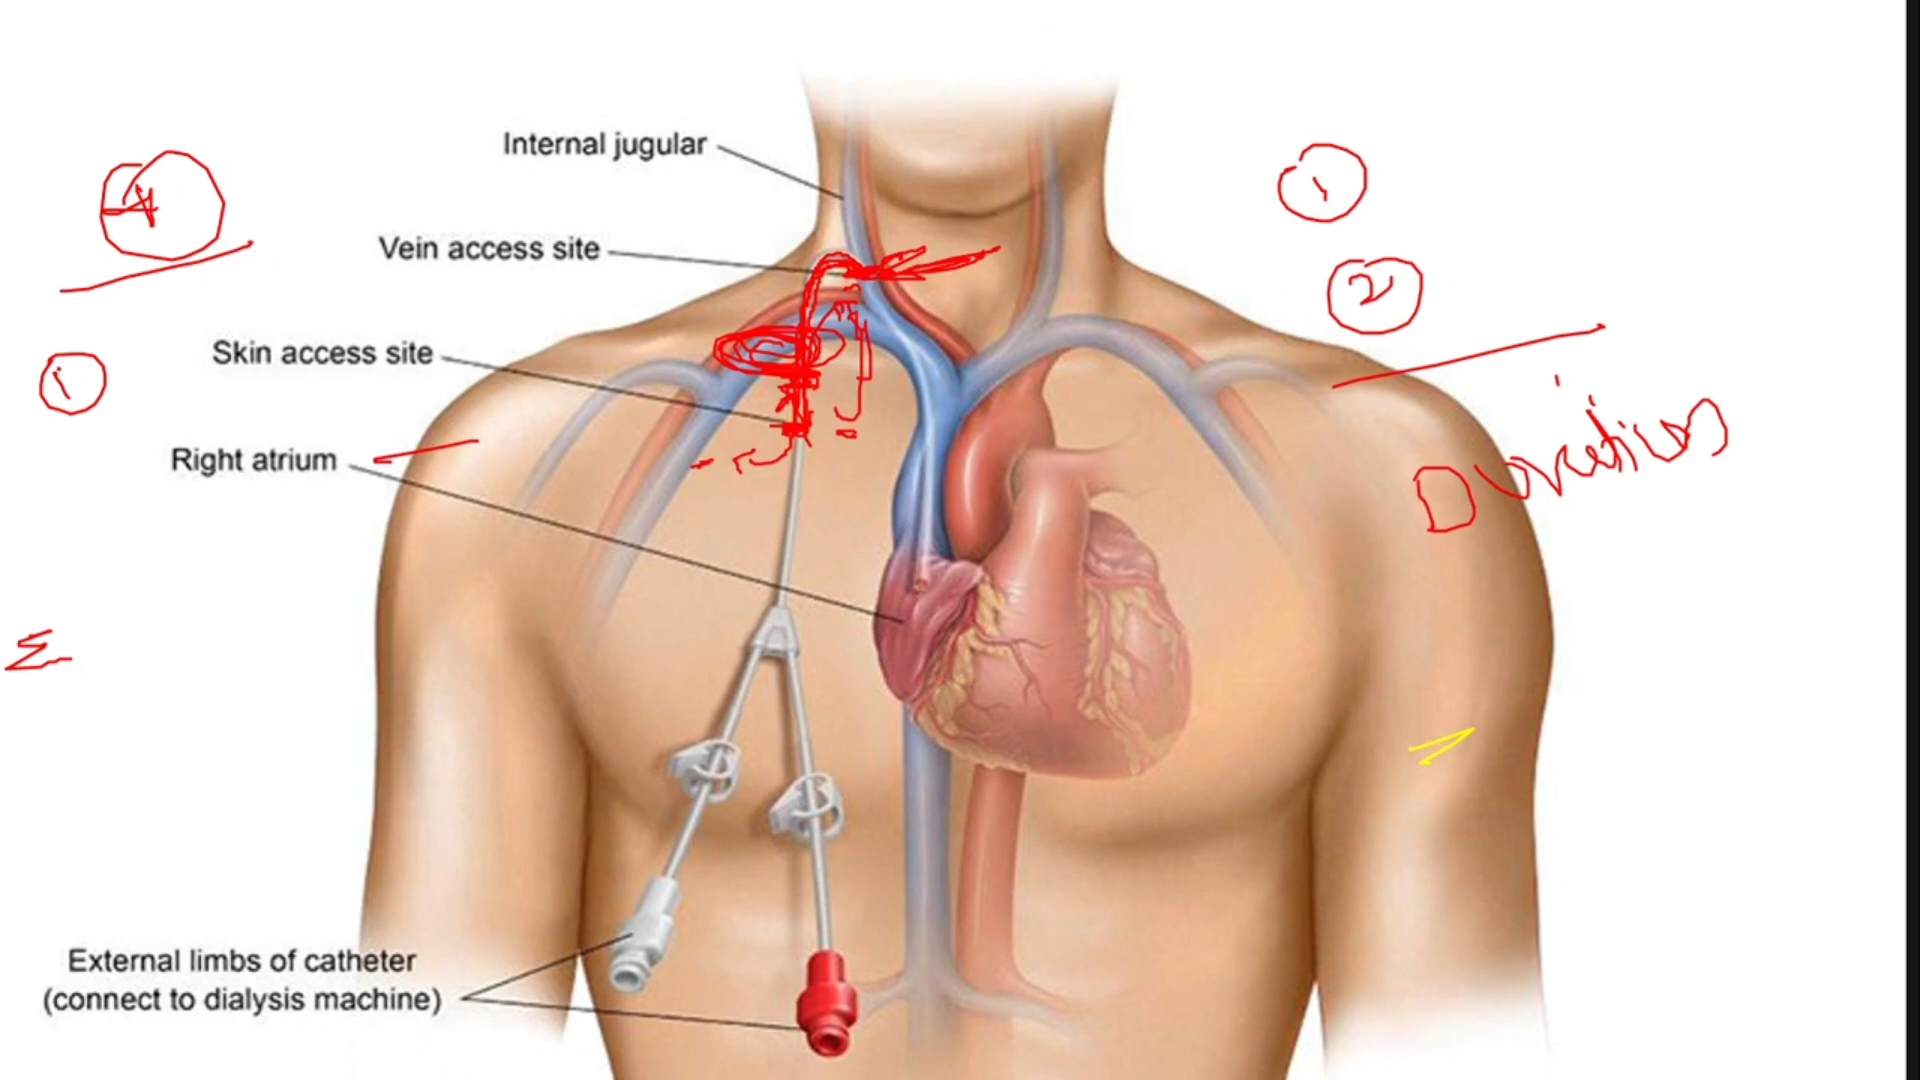 Internal jugular
Vein access site
Skin access site
Right atrium
External limbs of catheter
(connect to dialysis machine)
4
1
1
2